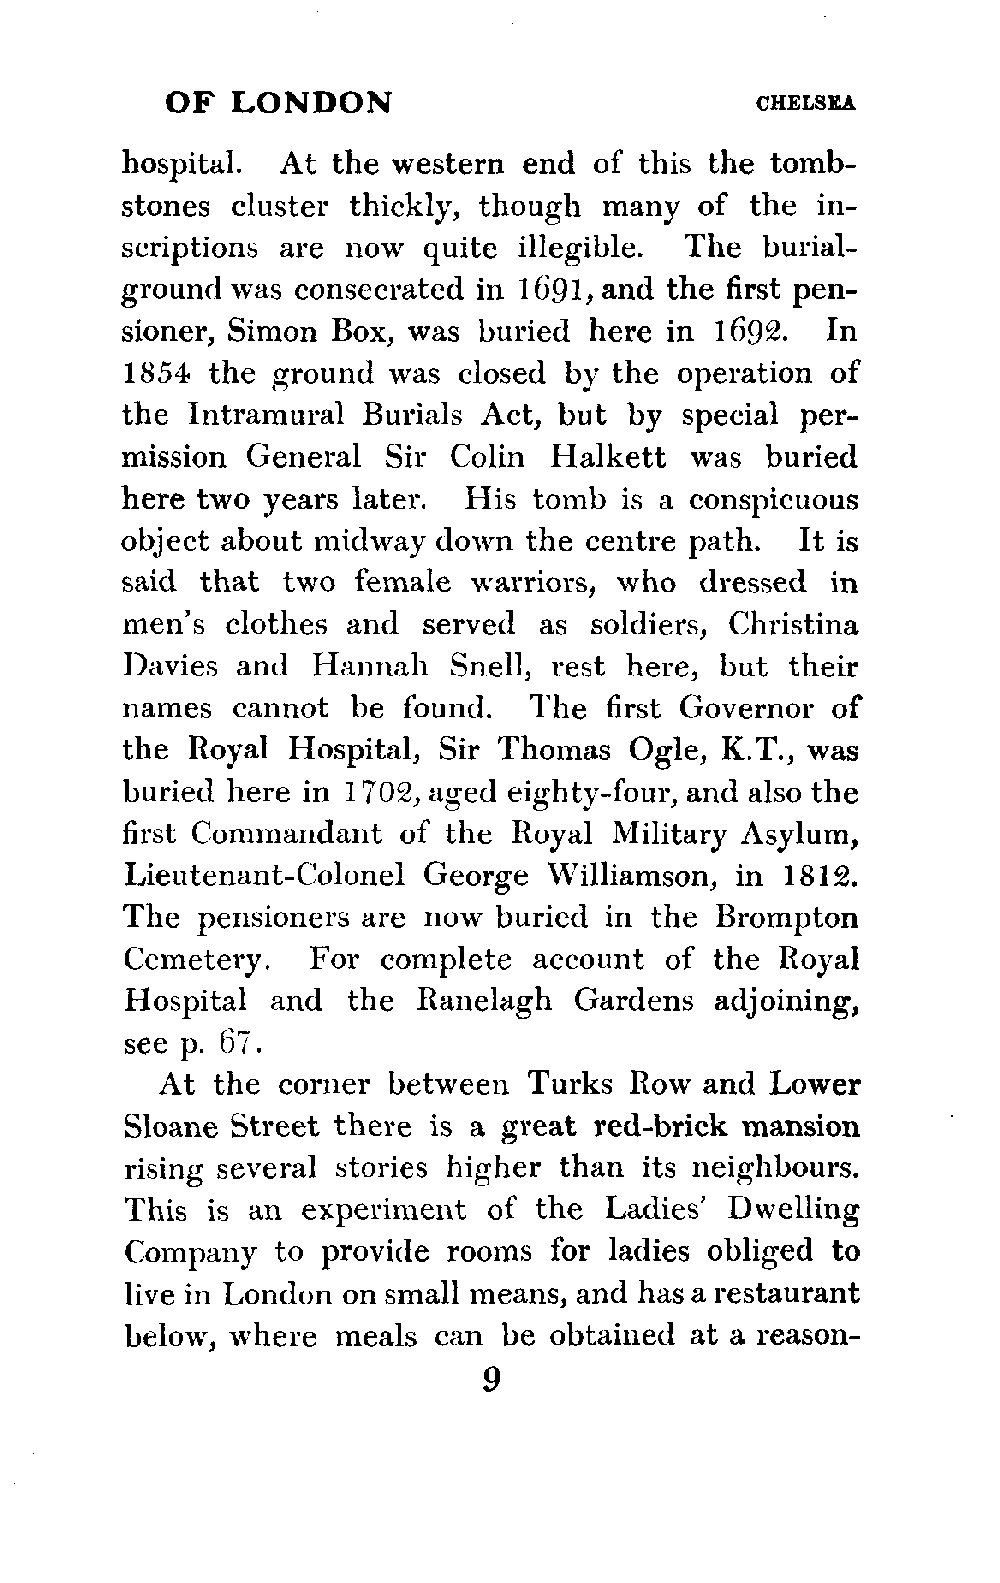 OF LONDON CHELSEA
hospital. At the western end of this the tomb-
stones cluster thickly, though many of the in-
scriptions are now quite illegible. The burial-
ground was consecrated in 1691, and the first pen-
sioner, Simon Box, was buried here in 1692. In
1854 the ground was closed by the operation of
the Intramural Burials Act, but by special per-
mission General Sir Colin Halkett was buried
here two years later. His tomb is a conspicuous
object about midway down the centre path. It is
said that two female warriors, who dressed in
men's clothes and served as soldiers, Christina
Davies and Hannah Snell, rest here, but their
names cannot be found. The first Governor of
the Royal Hospital, Sir Thomas Ogle, K.T., was
buried here in 1702, aged eighty-four, and also the
first Commandant of the Royal Military Asylum,
Lieutenant-Colonel George Williamson, in 1812.
The pensioners are now buried in the Brompton
Cemetery. For complete account of the Royal
Hospital and the Ranelagh Gardens adjoining,
see p. 67.
At the corner between Turks Row and Lower
Sloane Street there is a great red-brick mansion
rising several stories higher than its neighbours.
This is an experiment of the Ladies' Dwelling
Company to provide rooms for ladies obliged to
live in London on small means, and has a restaurant
below, where meals can be obtained at a reason-
9